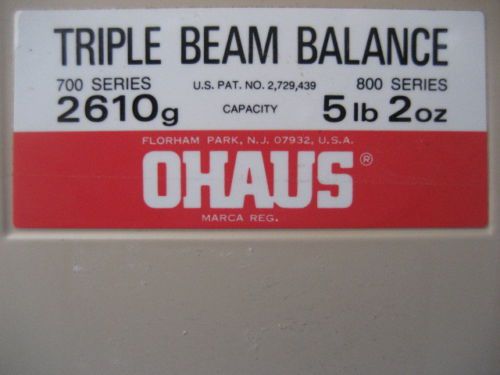 TRIPLE BEAM BALANCE
700 SERIES U.S. PAT. NO. 2,729,439 800 SERIES
2610g CAPACITY 5 lb 2 oz
FLORHAM PARK, N.J. 07932, U.S.A.
OHAUS®
MARCA REG.